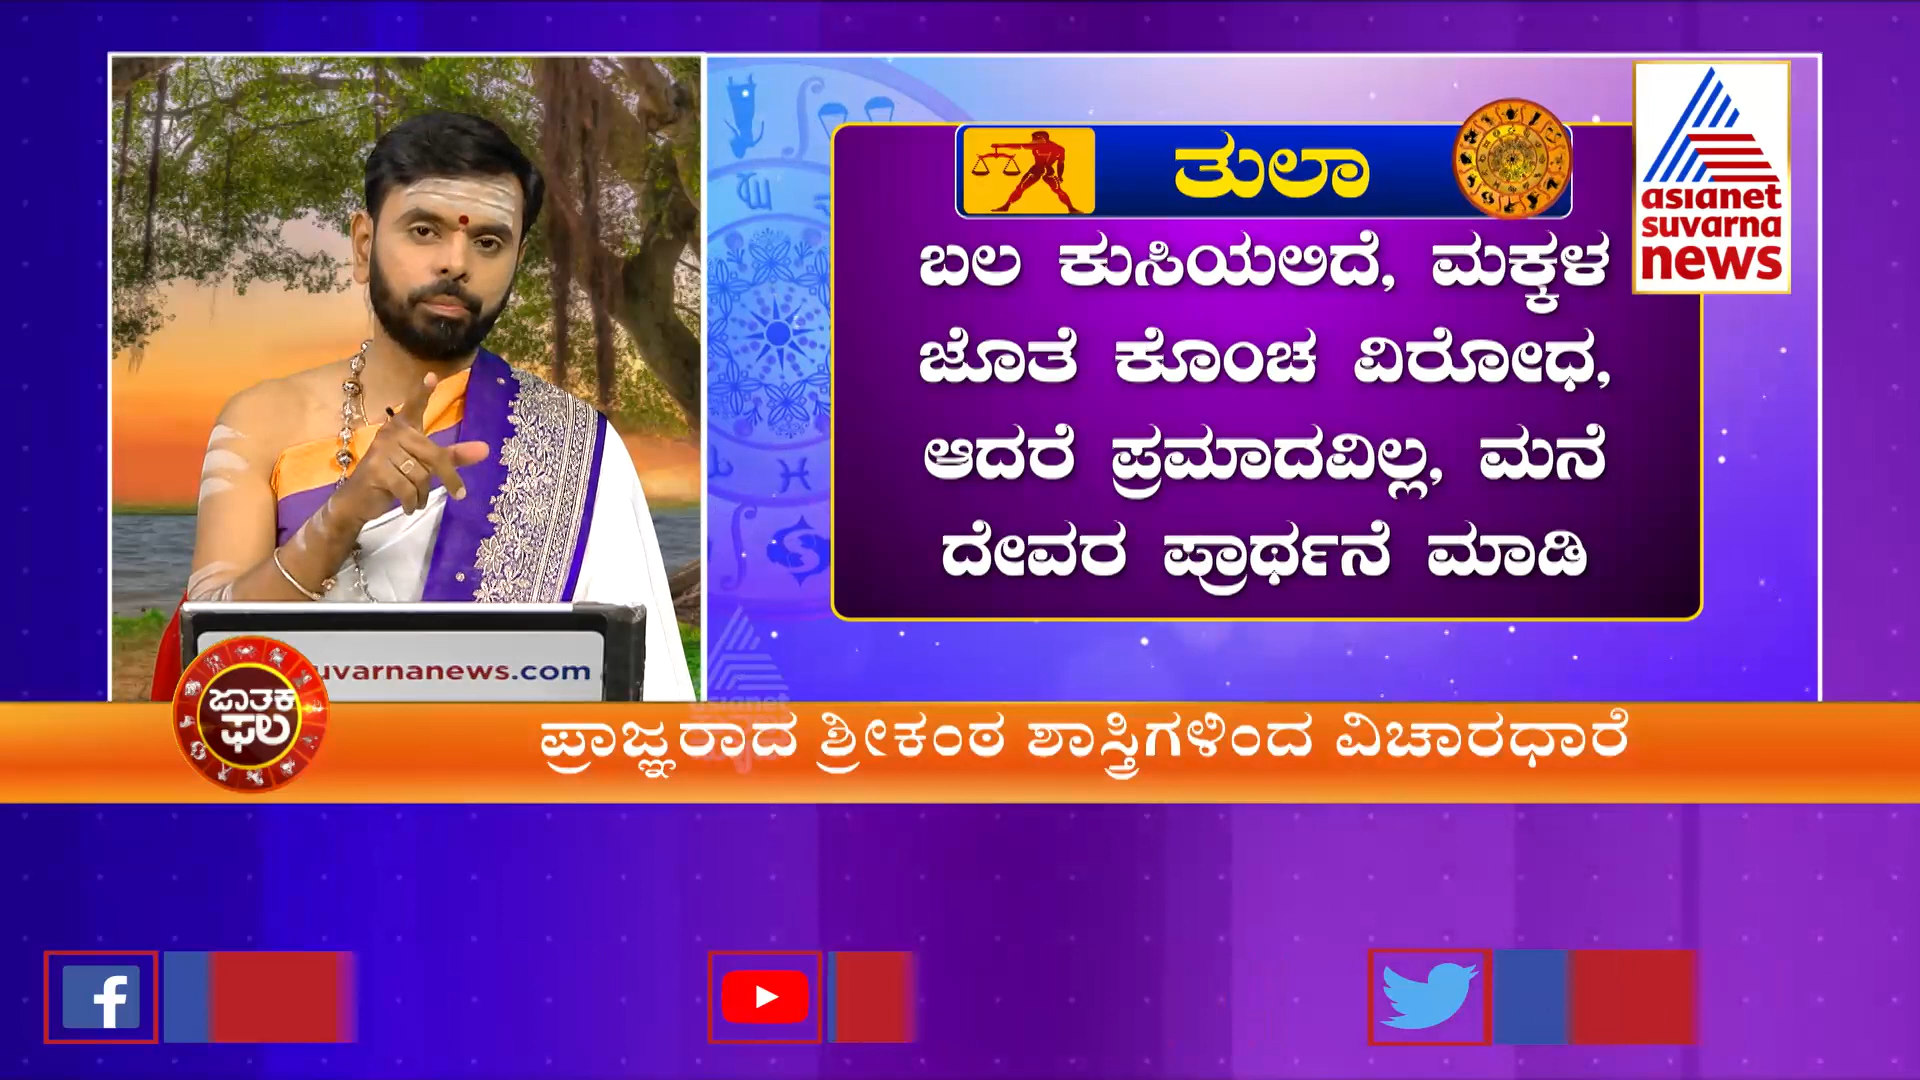 ತುಲಾ
ಬಲ ಕುಸಿಯಲಿದೆ, ಮಕ್ಕಳ
ಜೊತೆ ಕೊಂಚ ವಿರೋಧ,
ಆದರೆ ಪ್ರಮಾದವಿಲ್ಲ, ಮನೆ
ದೇವರ ಪ್ರಾರ್ಥನೆ ಮಾಡಿ
asianet
suvarna
news
uvarnanews.com
ಜಾತಕ
ಫಲ
ಪ್ರಾಜ್ಞರಾದ ಶ್ರೀಕಂಠ ಶಾಸ್ತ್ರಿಗಳಿಂದ ವಿಚಾರಧಾರೆ